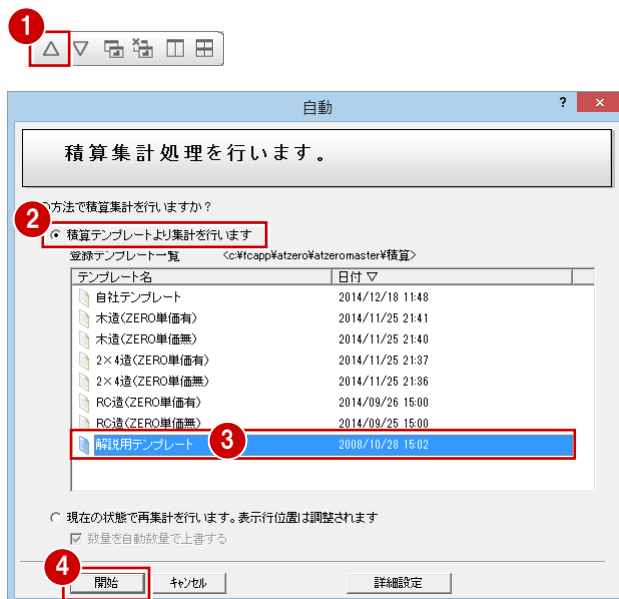 1
自動
? ×
積算集計処理を行います。
の方法で積算集計を行いますか？
2
積算テンプレートより集計を行います
登録テンプレート一覧 <c:¥fcapp¥atzero¥atzeromaster¥積算>
テンプレート名 日付 ▽
自社テンプレート 2014/12/18 11:48
木造(ZERO単価有) 2014/11/25 21:41
木造(ZERO単価無) 2014/11/25 21:40
2×4造(ZERO単価有) 2014/11/25 21:37
2×4造(ZERO単価無) 2014/11/25 21:36
RC造(ZERO単価有) 2014/09/26 15:00
RC造(ZERO単価無) 2014/09/25 15:00
3
解説用テンプレート 2008/10/28 15:02
現在の状態で再集計を行います。表示行位置は調整されます
数量を自動数量で上書する
4
開始 キャンセル 詳細設定